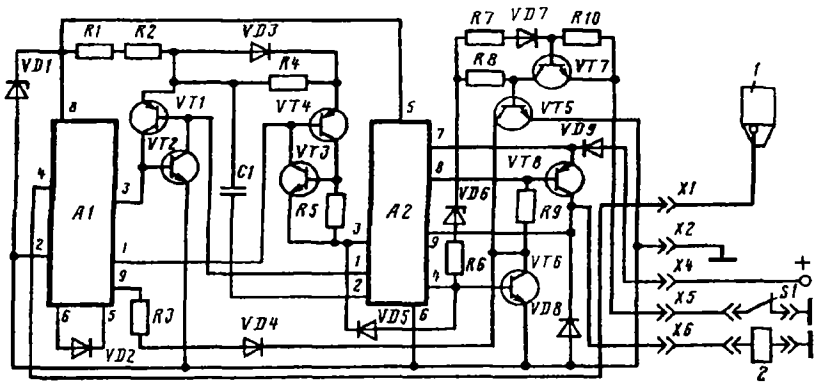 R1 R2 VD3 R7 VD7 R10
VD1 R4 R8 VT7
8 VT1 VT4 5 VT5 1
VT2 VT3 C1 7 VD9
4 3 8 VT8
A1 R5 A2 VD6 R9 X1
2 1 3 9 X2
9 1 R6 VT6 X4 +
2 4 X5 S1
6 5 R3 VD4 VD5 6 VD8 X6
VD2 2